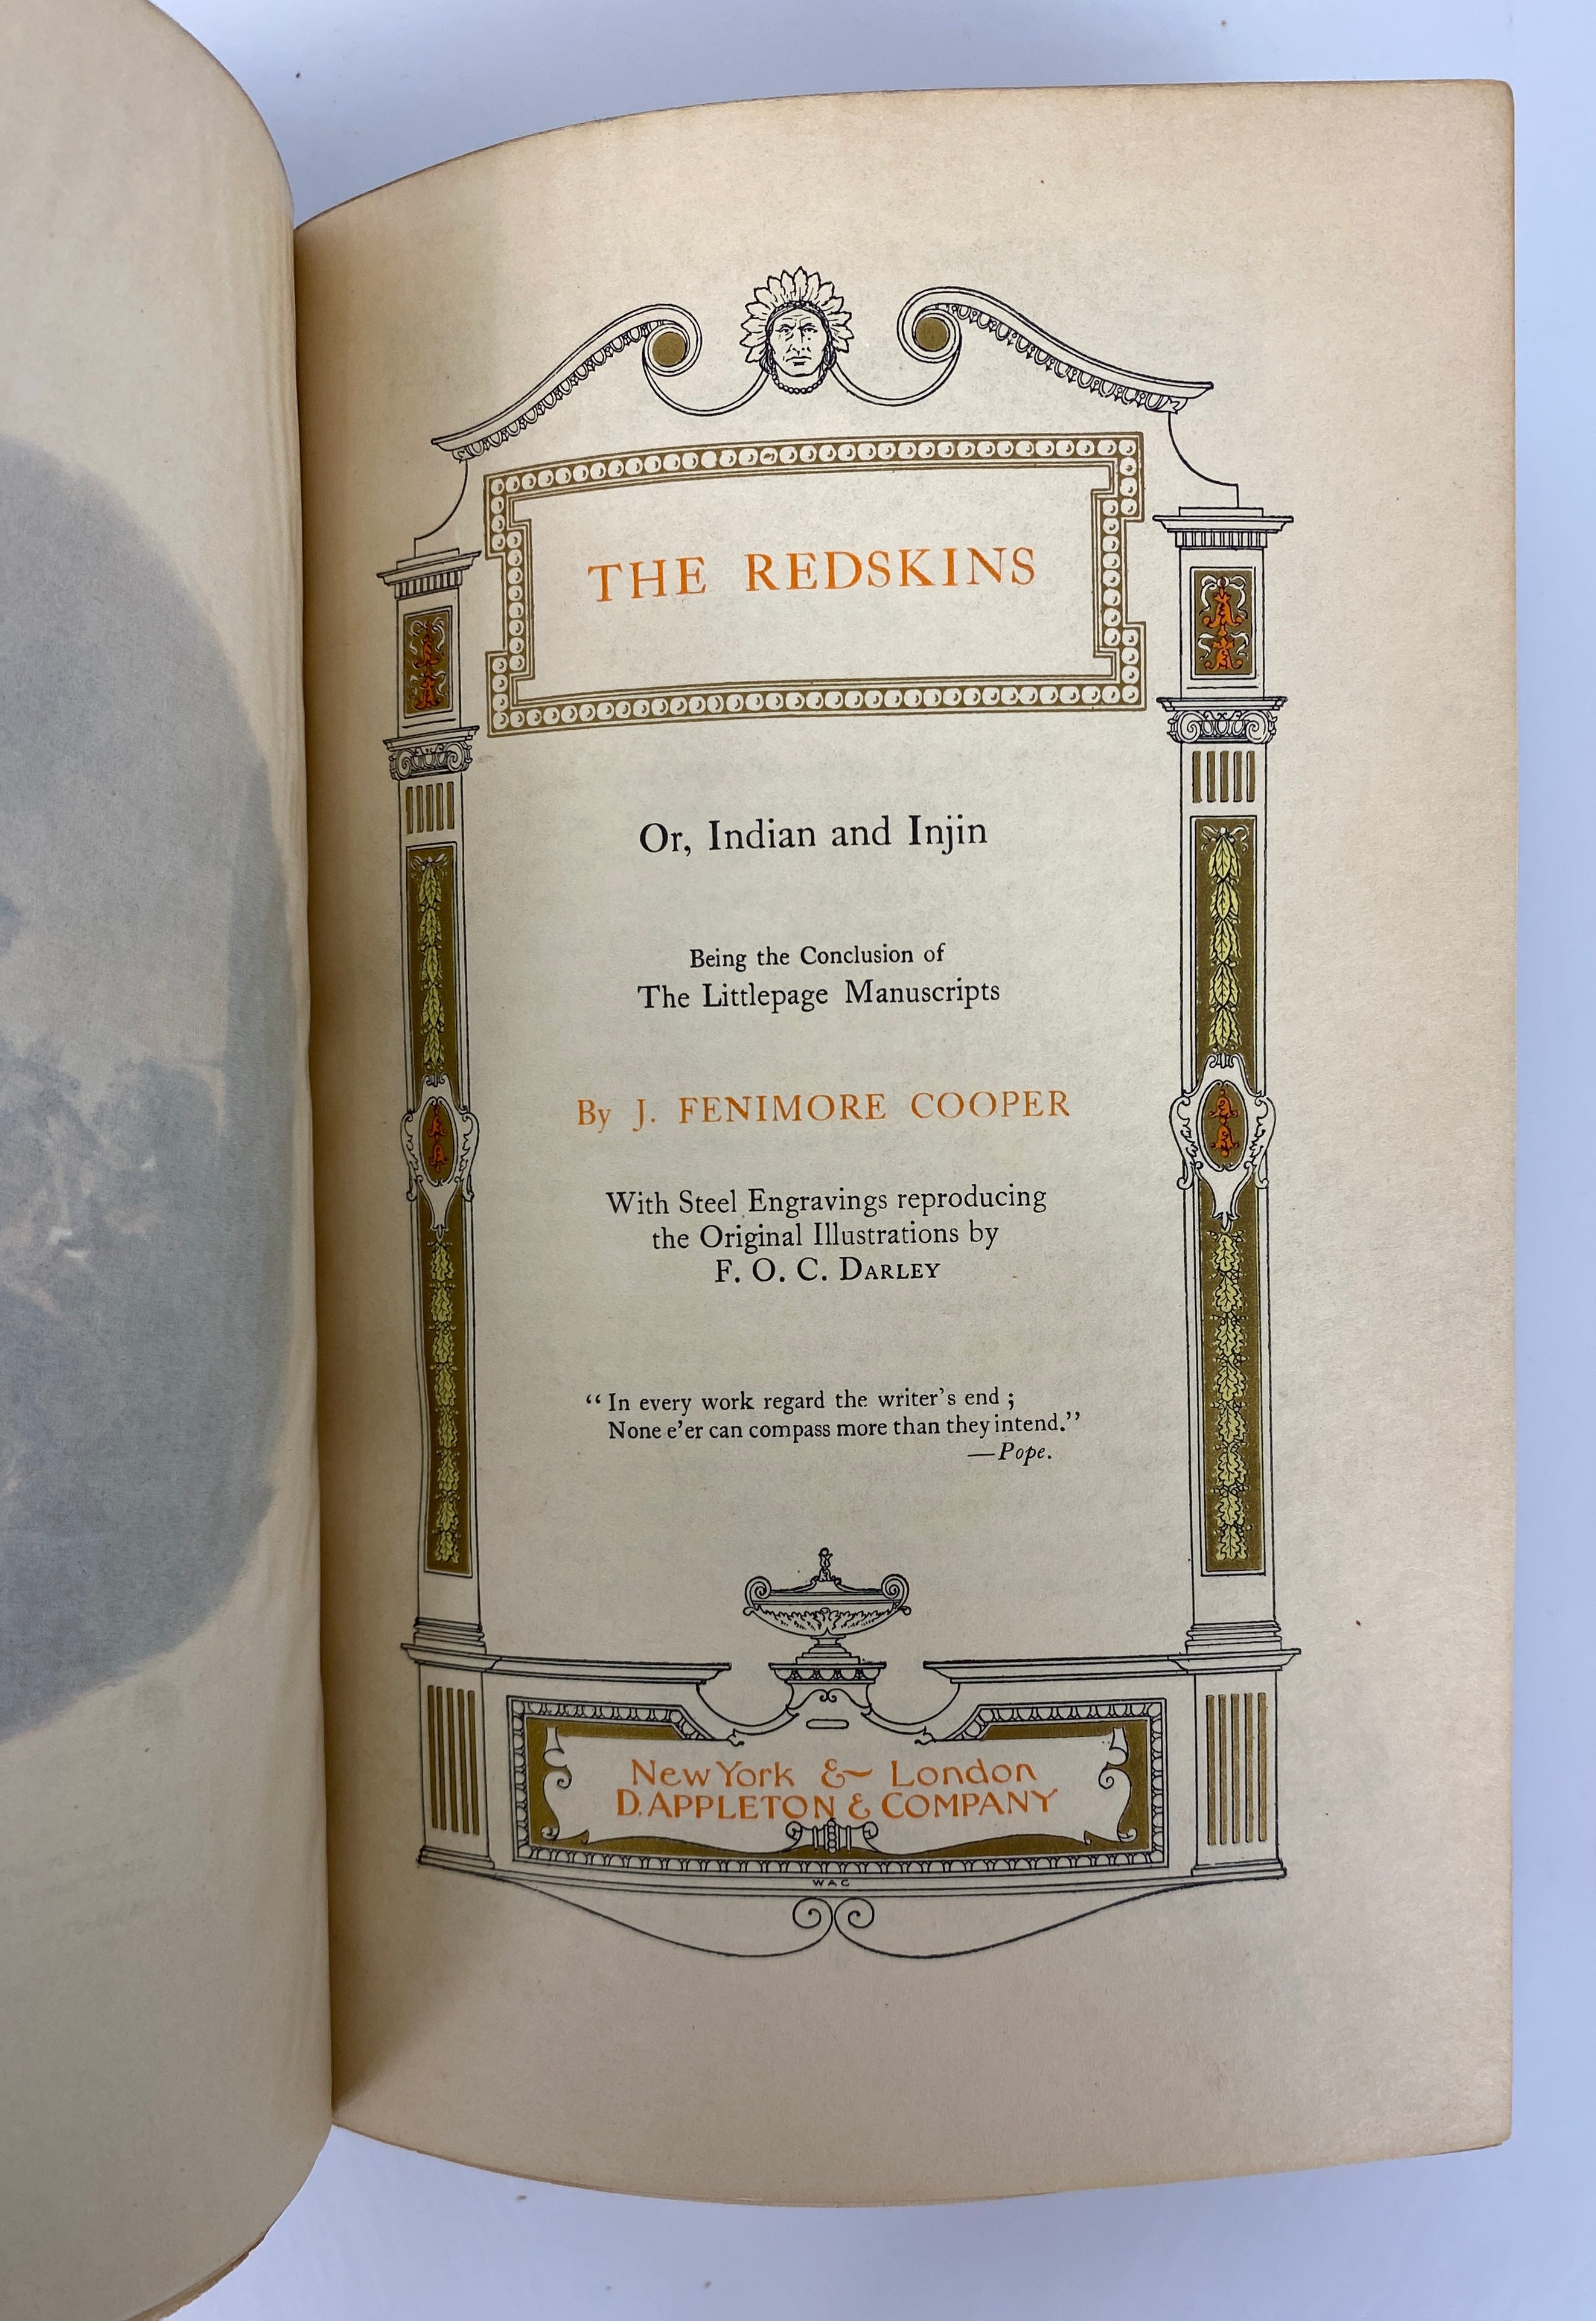 THE REDSKINS
Or, Indian and Injin
Being the Conclusion of
The Littlepage Manuscripts
By J. FENIMORE COOPER
With Steel Engravings reproducing
the Original Illustrations by
F. O. C. DARLEY
“In every work regard the writer’s end ;
None e’er can compass more than they intend.”
—Pope.
New York & London
D. APPLETON & COMPANY
WAC